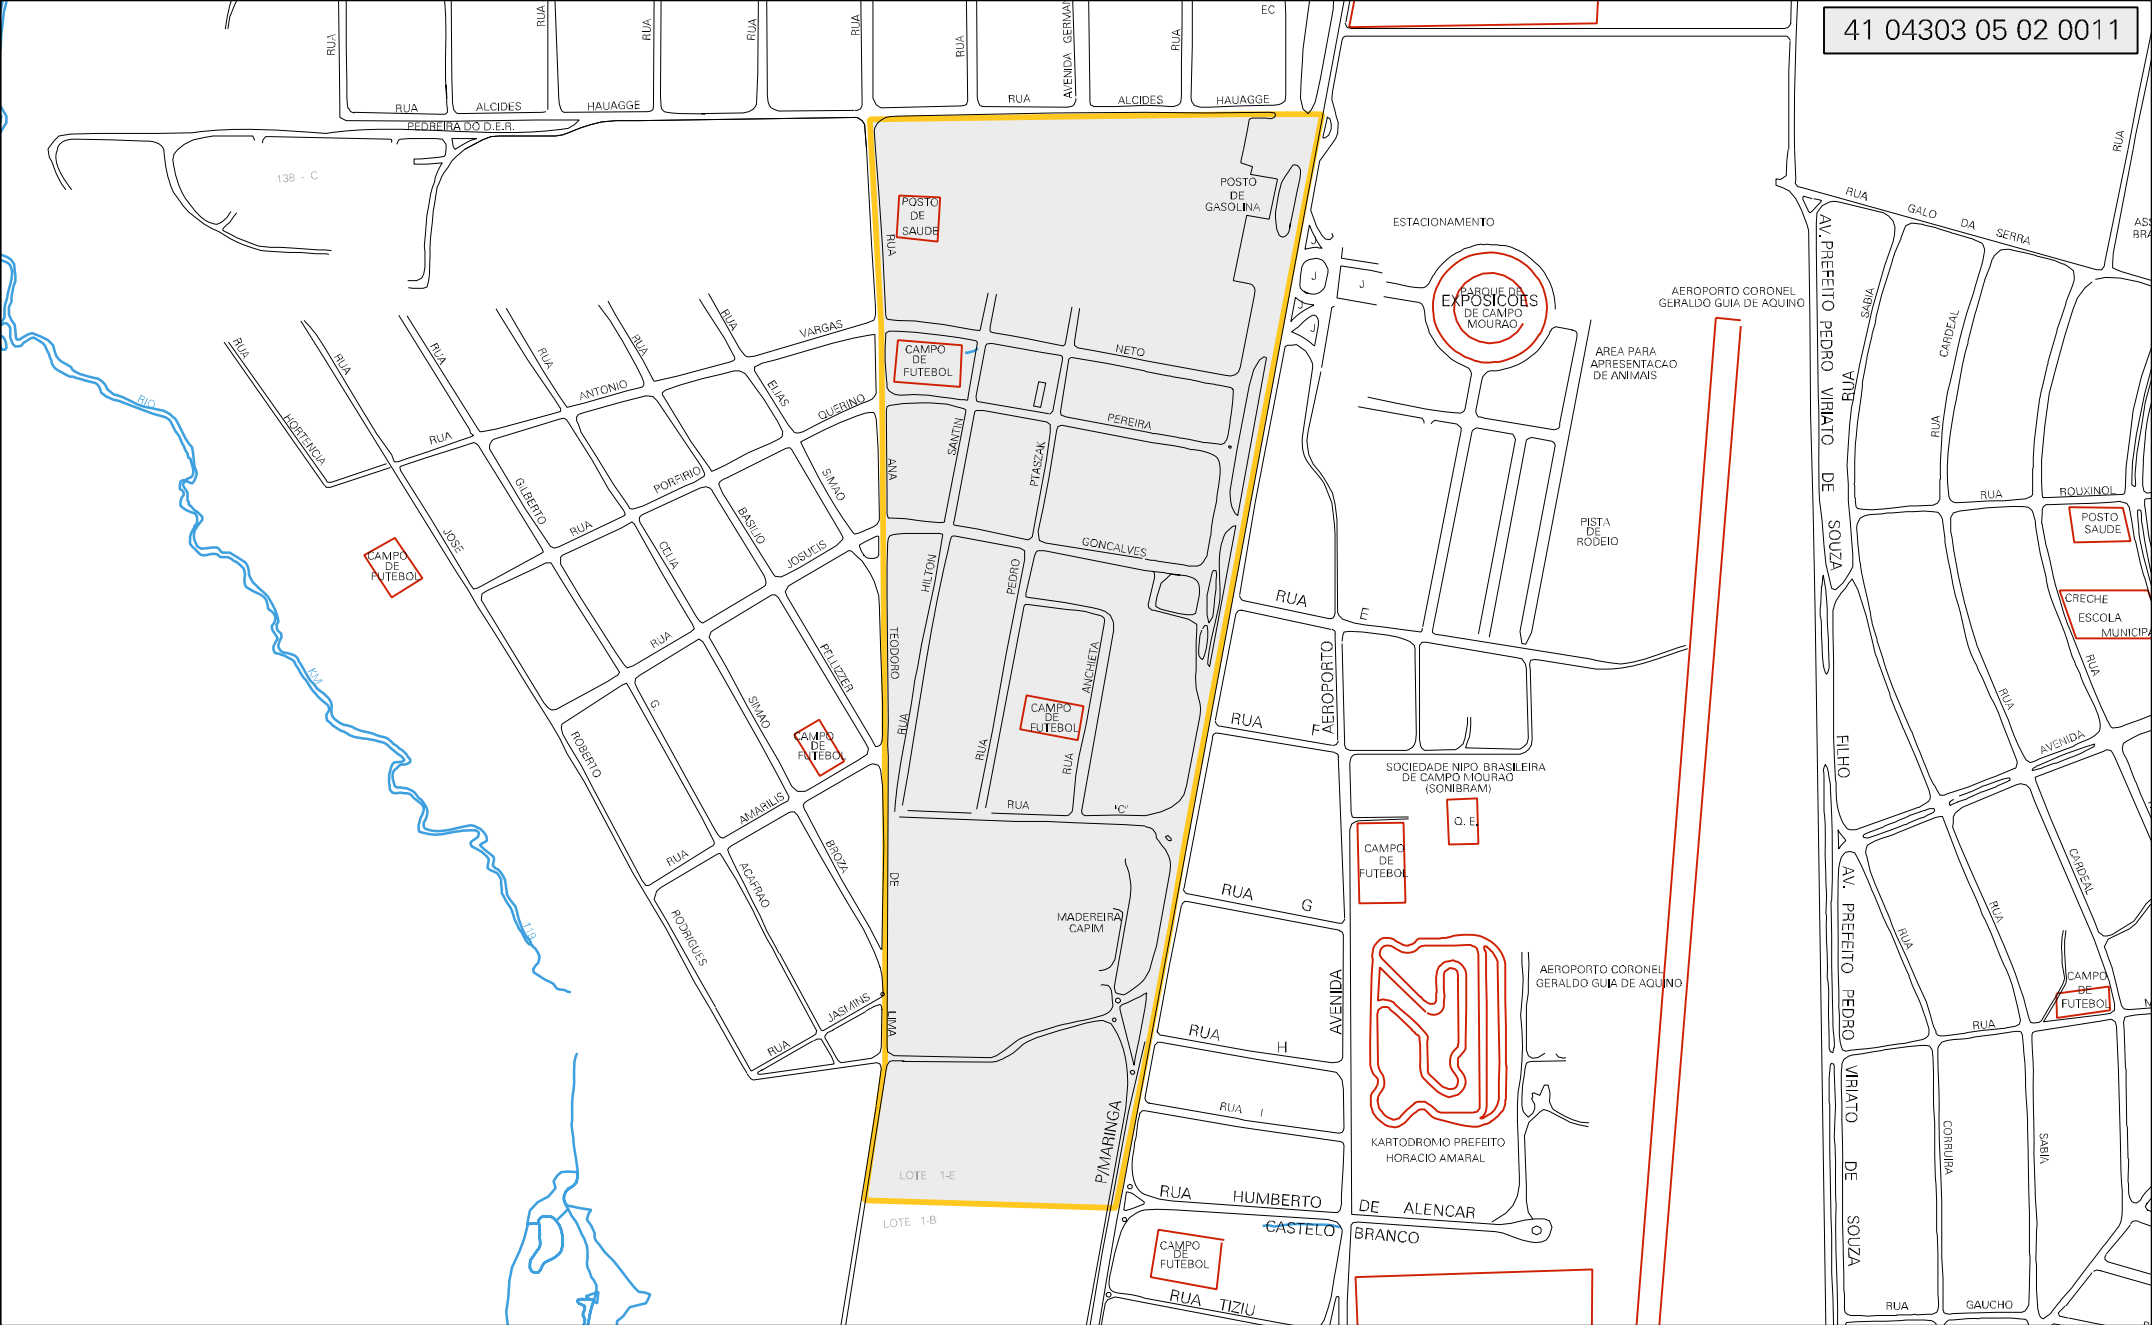 41 04303 05 02 0011
RUA
RUA
RUA
RUA
RUA
RUA
AVENIDA GERMAN
RUA
EC
RUA ALCIDES HAUAGGE
RUA ALCIDES HAUAGGE
PEDREIRA DO D.E.R.
138 - C
POSTO
DE
SAUDE
POSTO
DE
GASOLINA
ESTACIONAMENTO
J
J
J
J
J
PARQUE DE
EXPOSICOES
DE CAMPO
MOURAO
AREA PARA
APRESENTACAO
DE ANIMAIS
AEROPORTO CORONEL
GERALDO GUIA DE AQUINO
RUA GALO DA SERRA
RUA
ASS
BRA
AV. PREFEITO PEDRO VIRIATO DE SOUZA FILHO
RUA
SABIA
RUA CARDEAL
RUA ROUXINOL
POSTO
SAUDE
CRECHE
ESCOLA
MUNICIPA
RUA
RUA
AVENIDA
CARDEAL
RUA
RUA
RUA
CAMPO
DE
FUTEBOL
M
AV. PREFEITO PEDRO VIRIATO DE SOUZA
CORRUIRA
SABIA
RUA GAUCHO
RUA
RUA
RUA
RUA
RUA
RUA
HORTENCIA
RUA ANTONIO VARGAS
ELIAS
RUA PORFIRIO QUERINO
GILBERTO
JOSE
CELIA
BASILIO
SIMAO
RUA JOSUEIS
PELLIZZER
SIMAO
G.
ROBERTO
RUA AMARILIS
BROZA
ACAFRAO
RODRIGUES
RUA JASMINS
CAMPO
DE
FUTEBOL
CAMPO
DE
FUTEBOL
RIO
KM
119
RUA ANA TEODORO DE LIMA
CAMPO
DE
FUTEBOL
NETO
PEREIRA
GONCALVES
RUA HILTON SANTIN
RUA PEDRO PTASZAK
RUA ANCHIETA
CAMPO
DE
FUTEBOL
RUA 'C'
MADEREIRA
CAPIM
P/MARINGA
LOTE 1-E
LOTE 1-B
PISTA
DE
RODEIO
RUA E
RUA F
RUA G
RUA H
RUA I
AVENIDA AEROPORTO
SOCIEDADE NIPO BRASILEIRA
DE CAMPO MOURAO
(SONIBRAM)
Q. E.
CAMPO
DE
FUTEBOL
AEROPORTO CORONEL
GERALDO GUIA DE AQUINO
KARTODROMO PREFEITO
HORACIO AMARAL
RUA HUMBERTO DE ALENCAR
CASTELO BRANCO
CAMPO
DE
FUTEBOL
RUA TIZIU